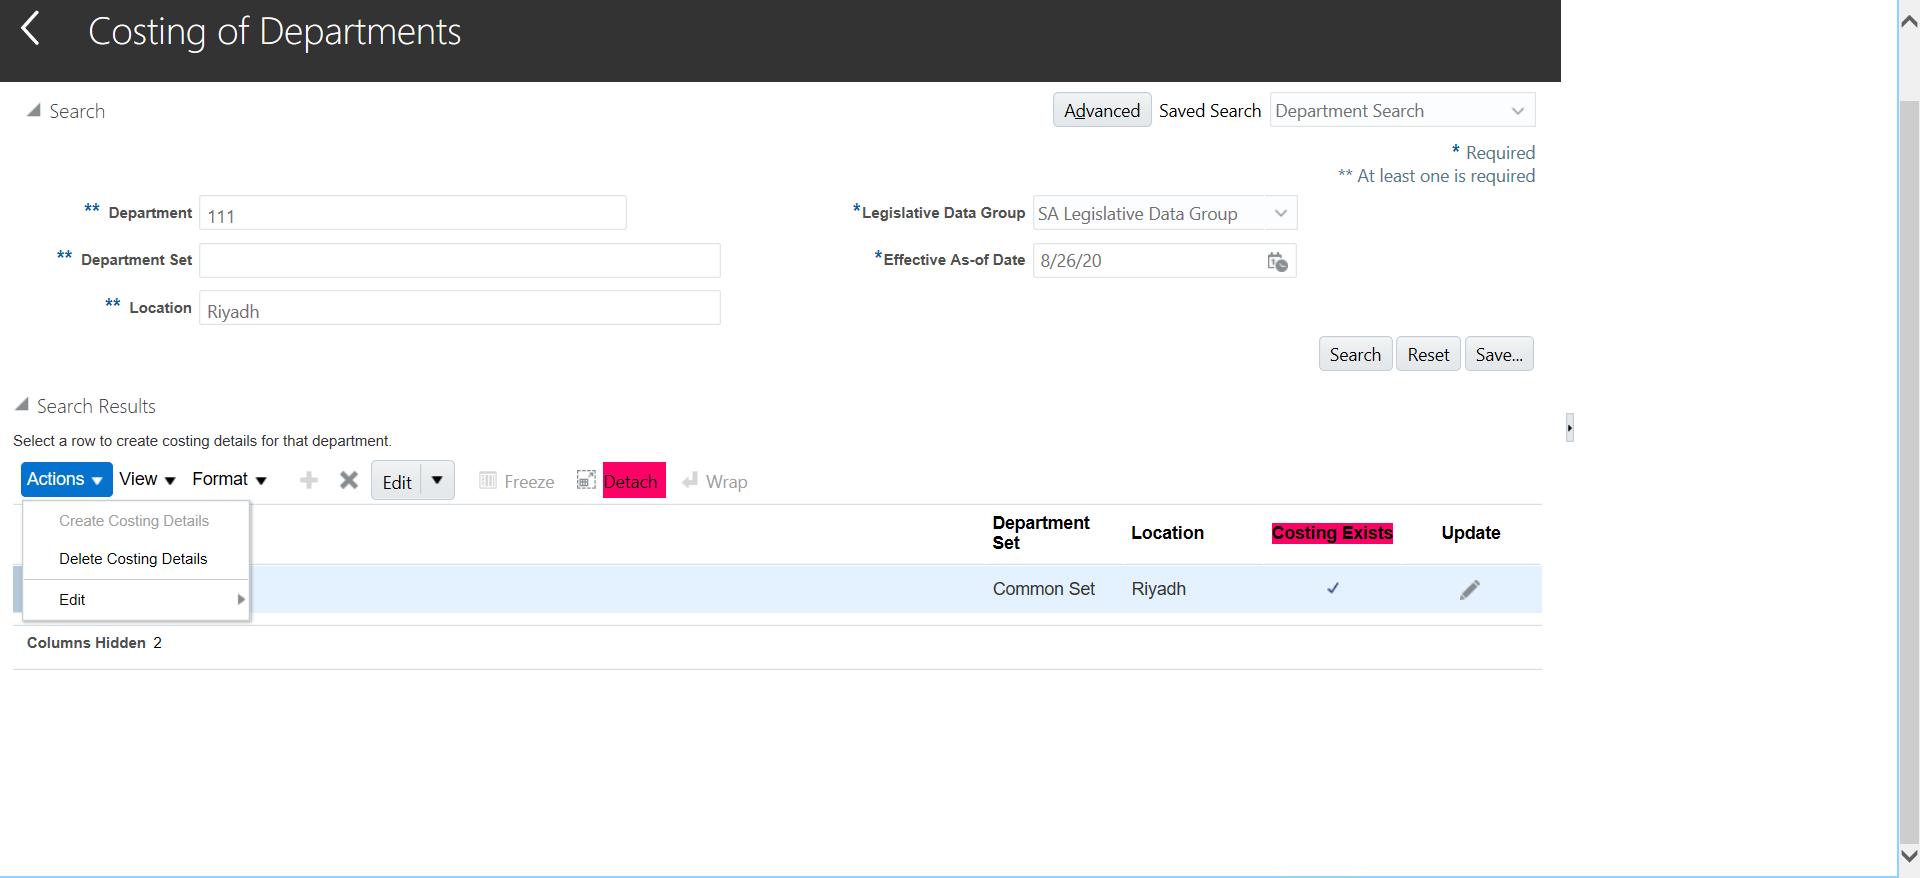 Costing of Departments
Search
Advanced Saved Search Department Search
* Required
** At least one is required
** Department 111
*Legislative Data Group SA Legislative Data Group
** Department Set
*Effective As-of Date 8/26/20
** Location Riyadh
Search Reset Save...
Search Results
Select a row to create costing details for that department.
Actions View Format Edit Freeze Detach Wrap
Create Costing Details
Delete Costing Details
Edit
Department Set Location Costing Exists Update
Common Set Riyadh
Columns Hidden 2